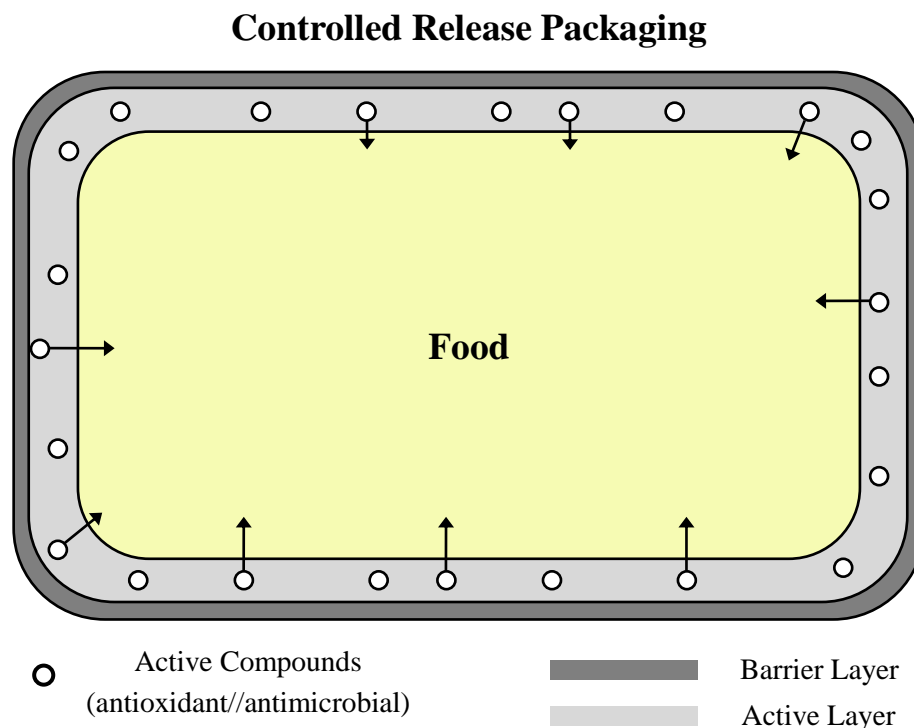 Controlled Release Packaging
Food
Active Compounds
(antioxidant//antimicrobial)
Barrier Layer
Active Layer